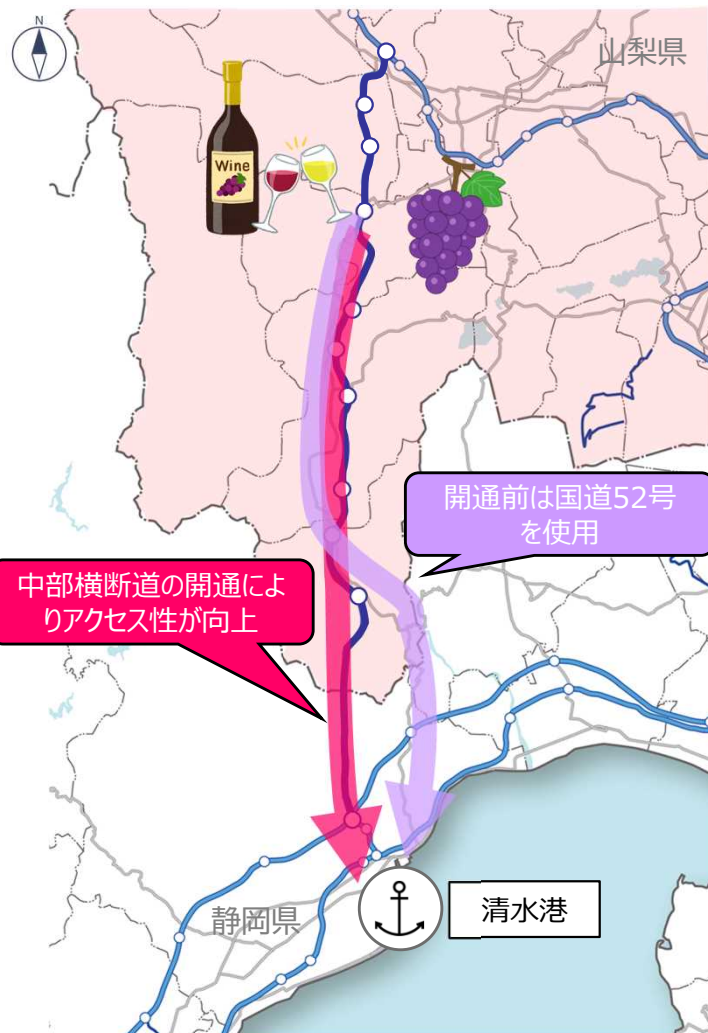 N
山梨県
Wine
開通前は国道52号
を使用
中部横断道の開通によ
りアクセス性が向上
静岡県
清水港